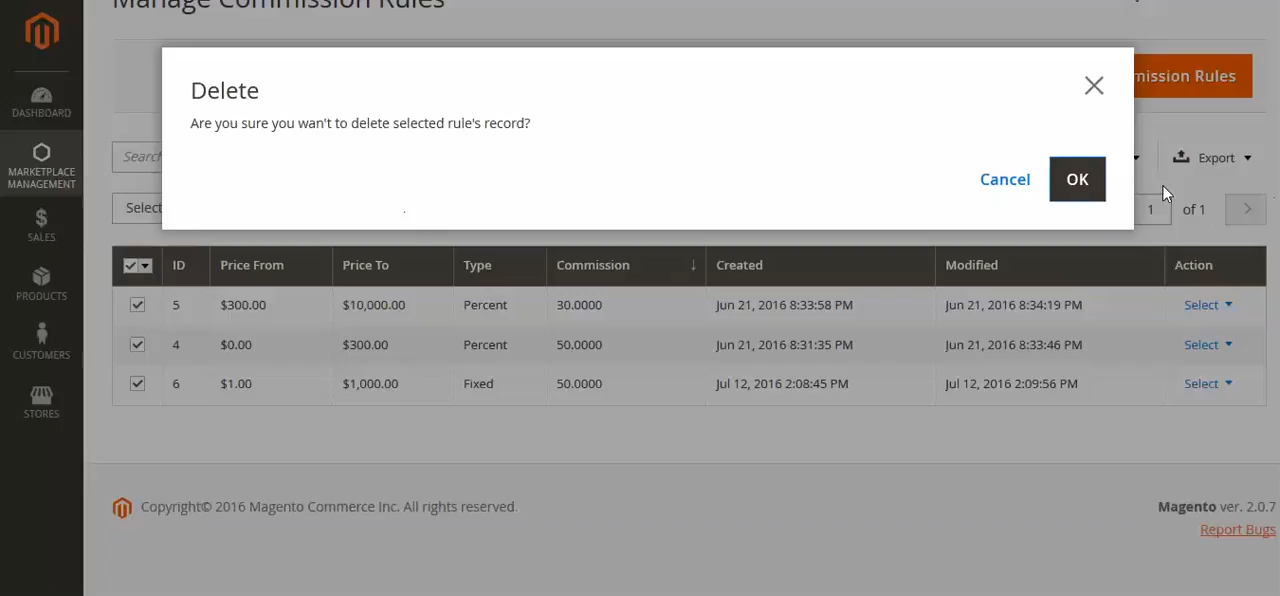 Manage Commission Rules
DASHBOARD
MARKETPLACE
MANAGEMENT
SALES
PRODUCTS
CUSTOMERS
STORES
Delete
Are you sure you wan't to delete selected rule's record?
Cancel
OK
mission Rules
Search
Export
Select
1
of 1
ID Price From Price To Type Commission ↓ Created Modified Action
5 $300.00 $10,000.00 Percent 30.0000 Jun 21, 2016 8:33:58 PM Jun 21, 2016 8:34:19 PM Select
4 $0.00 $300.00 Percent 50.0000 Jun 21, 2016 8:31:35 PM Jun 21, 2016 8:33:46 PM Select
6 $1.00 $1,000.00 Fixed 50.0000 Jul 12, 2016 2:08:45 PM Jul 12, 2016 2:09:56 PM Select
Copyright© 2016 Magento Commerce Inc. All rights reserved.
Magento ver. 2.0.7
Report Bugs